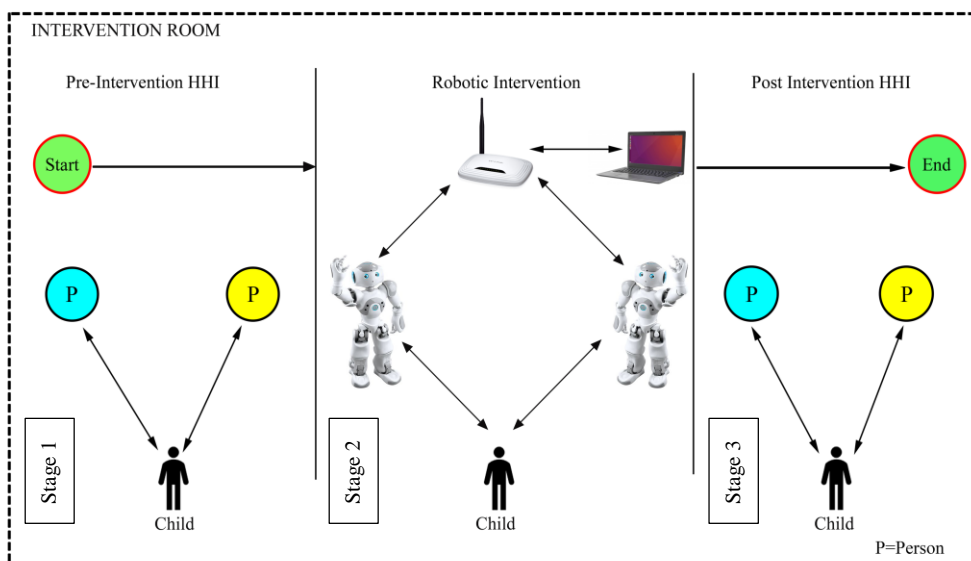 INTERVENTION ROOM
Pre-Intervention HHI
Robotic Intervention
Post Intervention HHI
Start
End
P
P
P
P
Stage 1
Stage 2
Stage 3
Child
Child
Child
P=Person